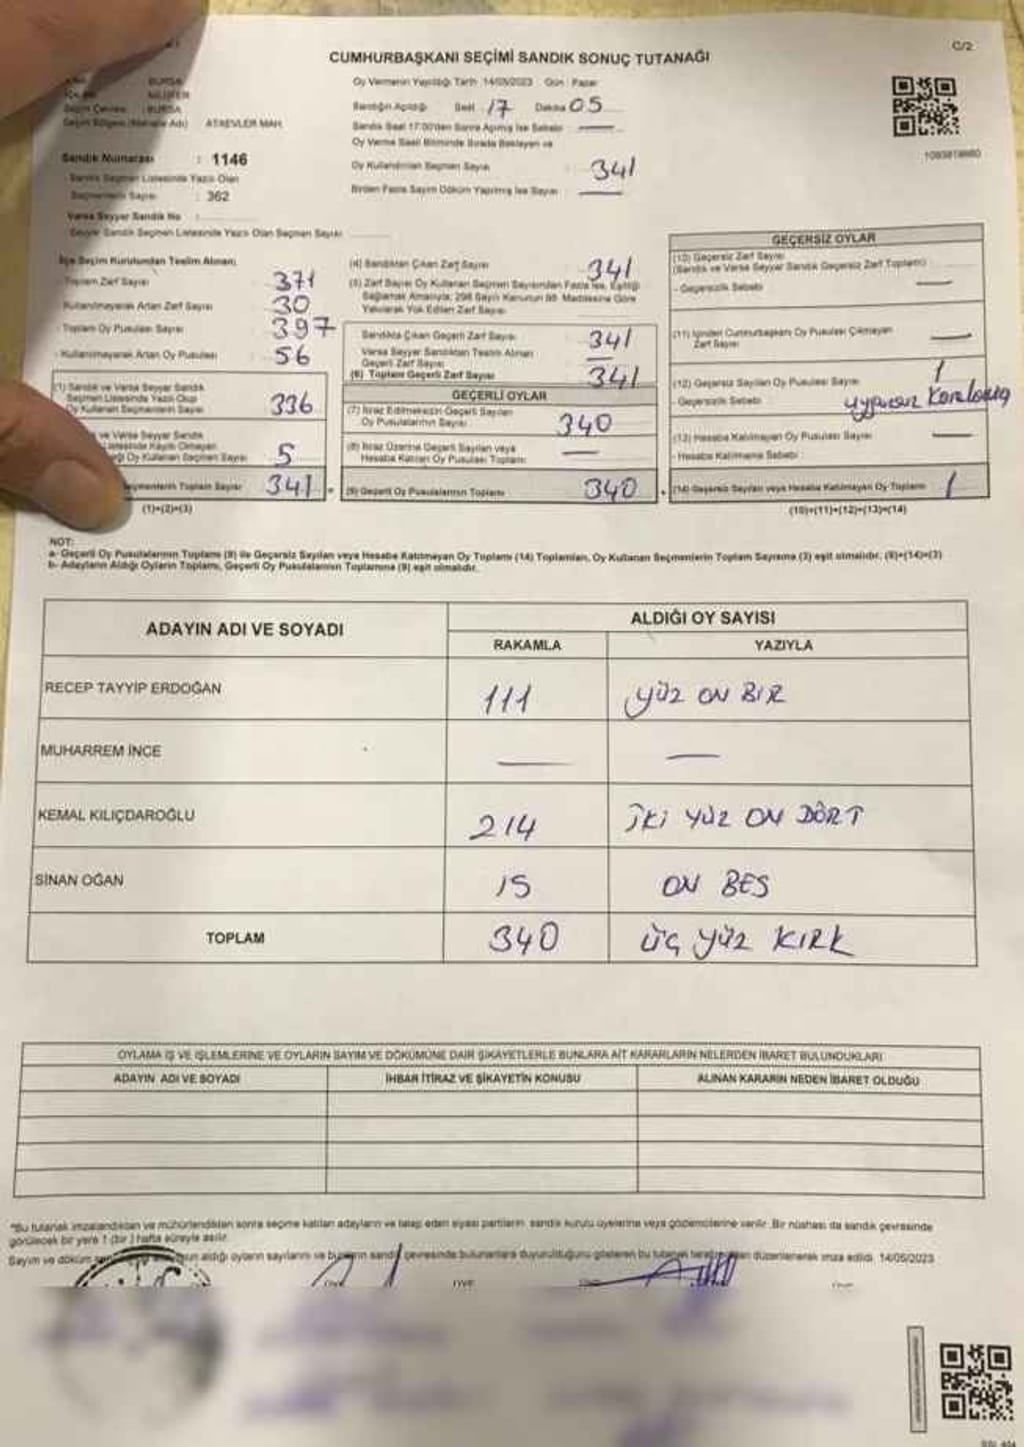 C/2
CUMHURBAŞKANI SEÇİMİ SANDIK SONUÇ TUTANAĞI
BURSA
NİLÜFER
Seçim Çevresi : BURSA
Seçim Bölgesi (Mahalle Adı) ATAEVLER MAH.
Sandık Numarası : 1146
Sandık Seçmen Listesinde Yazılı Olan
Seçmenlerin Sayısı : 362
Varsa Seyyar Sandık No :
Seyyar Sandık Seçmen Listesinde Yazılı Olan Seçmen Sayısı
Oy Vermenin Yapıldığı Tarih 14/05/2023 Gün : Pazar
Sandığın Açıldığı Saat 17 Dakika 05
Sandık Saat 17.00'den Sonra Açılmış İse Sebebi —
Oy Verme Saati Bitiminde Sırada Bekleyen ve
Oy Kullandırılan Seçmen Sayısı 341
Birden Fazla Sayım Döküm Yapılmış İse Sayısı —
İlçe Seçim Kurulundan Teslim Alınan;
Toplam Zarf Sayısı 371
Kullanılmayarak Artan Zarf Sayısı 30
Toplam Oy Pusulası Sayısı 397
- Kullanılmayarak Artan Oy Pusulası 56
(1) Sandık ve Varsa Seyyar Sandık
Seçmen Listesinde Yazılı Olup
Oy Kullanan Seçmenlerin Sayısı 336
ve Varsa Seyyar Sandık
Listesinde Kayıtlı Olmayan
Oy Kullanan Seçmen Sayısı 5
Seçmenlerin Toplam Sayısı 341
(1)+(2)=(3)
(4) Sandıktan Çıkan Zarf Sayısı 341
(5) Zarf Sayısı Oy Kullanan Seçmen Sayısından Fazla İse, Eşitliği
Sağlamak Amacıyla; 298 Sayılı Kanunun 98. Maddesine Göre
Yakılarak Yok Edilen Zarf Sayısı
Sandıkta Çıkan Geçerli Zarf Sayısı 341
Varsa Seyyar Sandıktan Teslim Alınan
Geçerli Zarf Sayısı —
(6) Toplam Geçerli Zarf Sayısı 341
GEÇERLİ OYLAR
(7) İtiraz Edilmeksizin Geçerli Sayılan
Oy Pusulalarının Sayısı 340
(8) İtiraz Üzerine Geçerli Sayılan veya
Hesaba Katılan Oy Pusulası Toplamı —
(9) Geçerli Oy Pusulalarının Toplamı 340
GEÇERSİZ OYLAR
(10) Geçersiz Zarf Sayısı
(Sandık ve Varsa Seyyar Sandık Geçersiz Zarf Toplamı)
- Geçersizlik Sebebi —
(11) İçinden Cumhurbaşkanı Oy Pusulası Çıkmayan
Zarf Sayısı —
(12) Geçersiz Sayılan Oy Pusulası Sayısı 1
- Geçersizlik Sebebi uygunsuz Karalama
(13) Hesaba Katılmayan Oy Pusulası Sayısı —
- Hesaba Katılmama Sebebi
(14) Geçersiz Sayılan veya Hesaba Katılmayan Oy Toplamı 1
(10)+(11)+(12)+(13)=(14)
NOT:
a- Geçerli Oy Pusulalarının Toplamı (9) ile Geçersiz Sayılan veya Hesaba Katılmayan Oy Toplamı (14) Toplamları, Oy Kullanan Seçmenlerin Toplam Sayısına (3) eşit olmalıdır. (9)+(14)=(3)
b- Adayların Aldığı Oyların Toplamı, Geçerli Oy Pusulalarının Toplamına (9) eşit olmalıdır.
ADAYIN ADI VE SOYADI
ALDIĞI OY SAYISI
RAKAMLA YAZIYLA
RECEP TAYYİP ERDOĞAN 111 YÜZ ON BİR
MUHARREM İNCE — —
KEMAL KILIÇDAROĞLU 214 İKİ YÜZ ON DÖRT
SİNAN OĞAN 15 ON BEŞ
TOPLAM 340 ÜÇ YÜZ KIRK
OYLAMA İŞ VE İŞLEMLERİNE VE OYLARIN SAYIM VE DÖKÜMÜNE DAİR ŞİKAYETLERLE BUNLARA AİT KARARLARIN NELERDEN İBARET BULUNDUKLARI
ADAYIN ADI VE SOYADI İHBAR İTİRAZ VE ŞİKAYETİN KONUSU ALINAN KARARIN NEDEN İBARET OLDUĞU
*Bu tutanak imzalandıktan ve mühürlendikten sonra seçime katılan adayların ve talep eden siyasi partilerin sandık kurulu üyelerine veya gözlemcilerine verilir. Bir nüshası da sandık çevresinde
görülecek bir yere 1 (bir ) hafta süreyle asılır.
Sayım ve döküm aldığı oyların sayılarını ve bunların sandık çevresinde bulunanlara duyurulduğunu gösteren bu tutanak düzenlenerek imza edildi. 14/05/2023